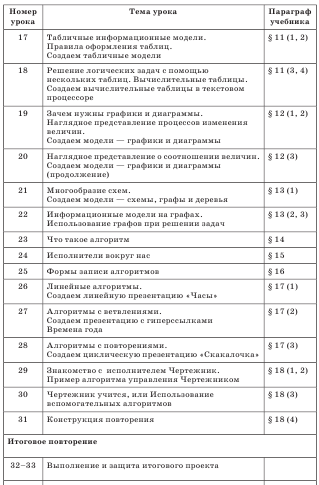 Номер урока
Тема урока
Параграф учебника
17
Табличные информационные модели.
Правила оформления таблиц.
Создаем табличные модели
§ 11 (1, 2)
18
Решение логических задач с помощью
нескольких таблиц. Вычислительные таблицы.
Создаем вычислительные таблицы в текстовом
процессоре
§ 11 (3, 4)
19
Зачем нужны графики и диаграммы.
Наглядное представление процессов изменения
величин.
Создаем модели — графики и диаграммы
§ 12 (1, 2)
20
Наглядное представление о соотношении величин.
Создаем модели — графики и диаграммы
(продолжение)
§ 12 (3)
21
Многообразие схем.
Создаем модели — схемы, графы и деревья
§ 13 (1)
22
Информационные модели на графах.
Использование графов при решении задач
§ 13 (2, 3)
23
Что такое алгоритм
§ 14
24
Исполнители вокруг нас
§ 15
25
Формы записи алгоритмов
§ 16
26
Линейные алгоритмы.
Создаем линейную презентацию «Часы»
§ 17 (1)
27
Алгоритмы с ветвлениями.
Создаем презентацию с гиперссылками
Времена года
§ 17 (2)
28
Алгоритмы с повторениями.
Создаем циклическую презентацию «Скакалочка»
§ 17 (3)
29
Знакомство с исполнителем Чертежник.
Пример алгоритма управления Чертежником
§ 18 (1, 2)
30
Чертежник учится, или Использование
вспомогательных алгоритмов
§ 18 (3)
31
Конструкция повторения
§ 18 (4)
Итоговое повторение
32–33
Выполнение и защита итогового проекта